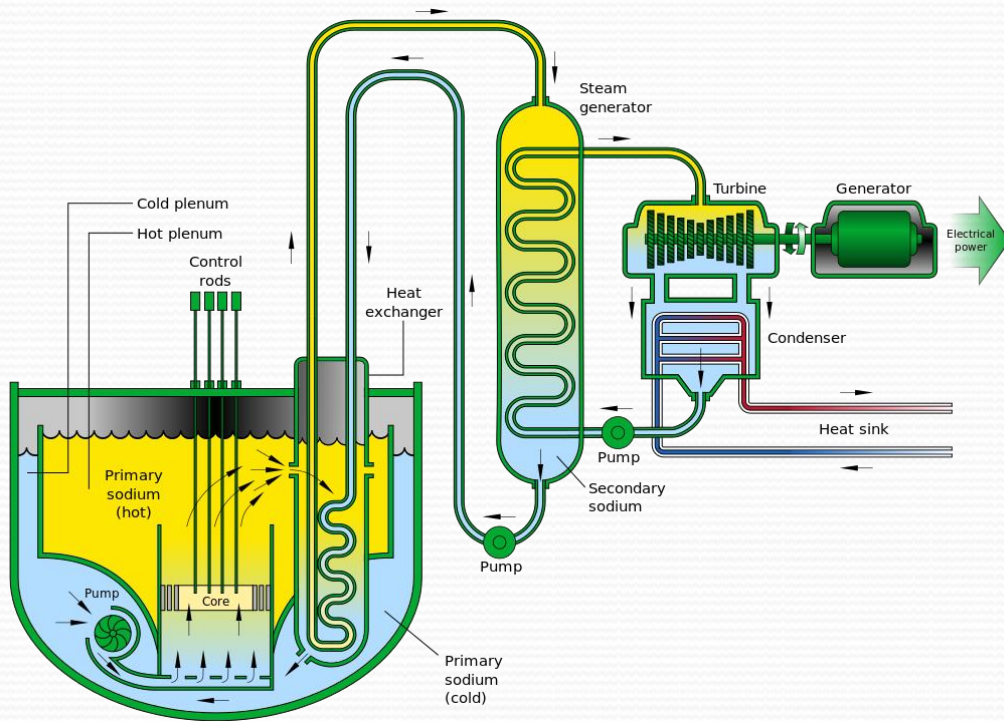 Steam
generator
Turbine
Generator
Cold plenum
Electrical
power
Hot plenum
Control
rods
Heat
exchanger
Condenser
Heat sink
Pump
Primary
sodium
(hot)
Secondary
sodium
Pump
Pump
Core
Primary
sodium
(cold)